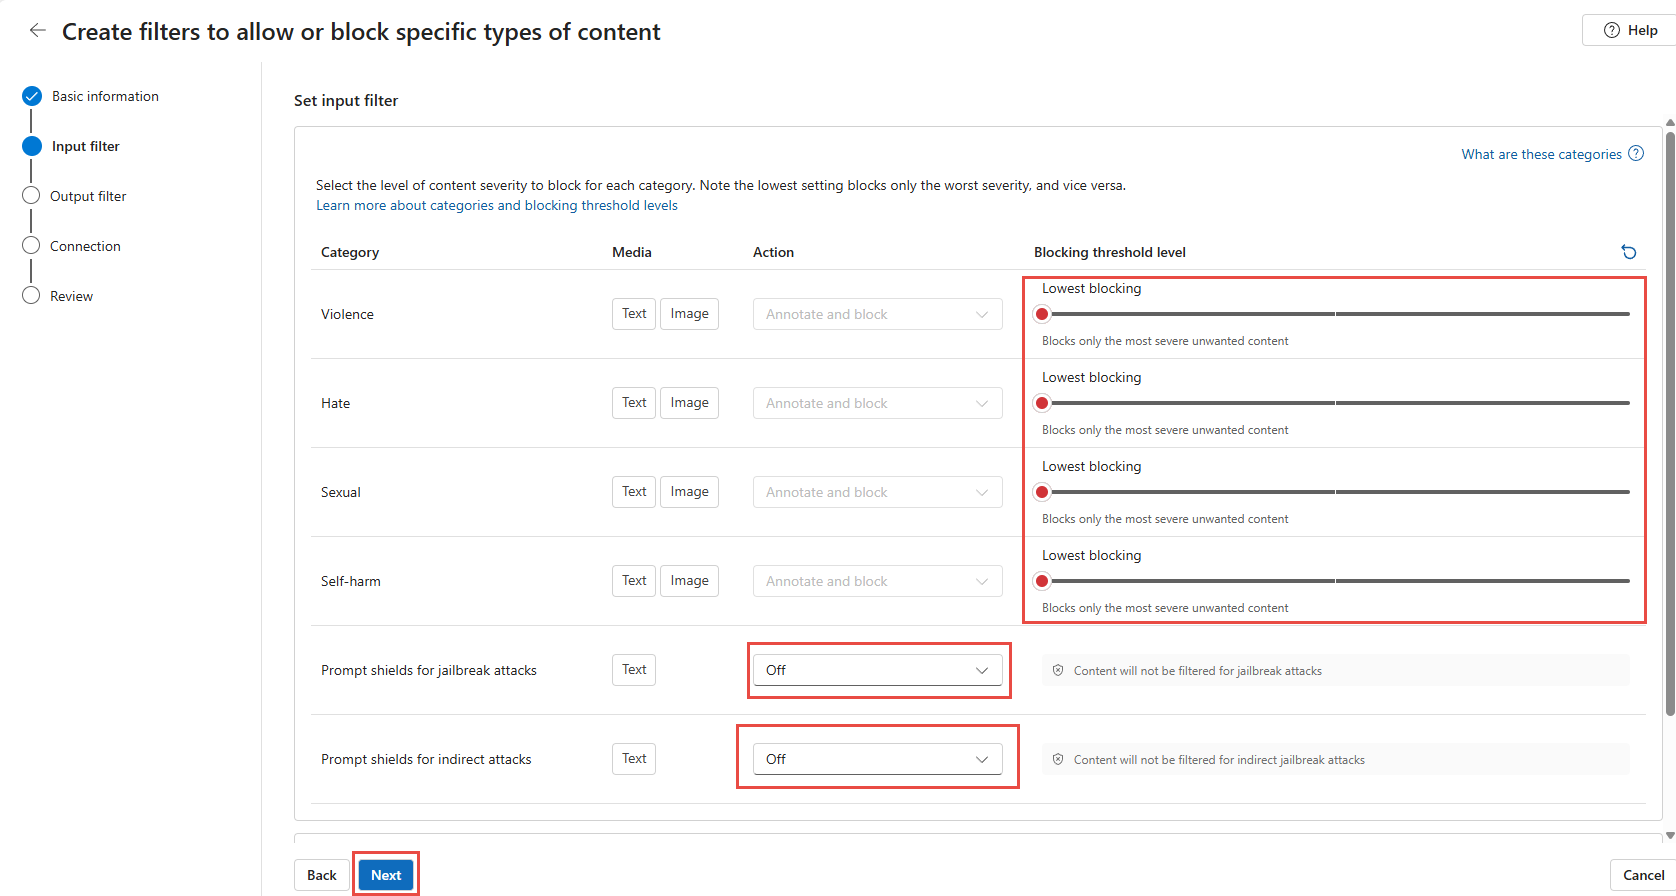 Create filters to allow or block specific types of content
Help
Basic information
Input filter
Output filter
Connection
Review
Set input filter
What are these categories
Select the level of content severity to block for each category. Note the lowest setting blocks only the worst severity, and vice versa.
Learn more about categories and blocking threshold levels
Category Media Action Blocking threshold level
Lowest blocking
Violence Text Image Annotate and block
Blocks only the most severe unwanted content
Lowest blocking
Hate Text Image Annotate and block
Blocks only the most severe unwanted content
Lowest blocking
Sexual Text Image Annotate and block
Blocks only the most severe unwanted content
Lowest blocking
Self-harm Text Image Annotate and block
Blocks only the most severe unwanted content
Prompt shields for jailbreak attacks Text Off Content will not be filtered for jailbreak attacks
Prompt shields for indirect attacks Text Off Content will not be filtered for indirect jailbreak attacks
Back Next Cancel